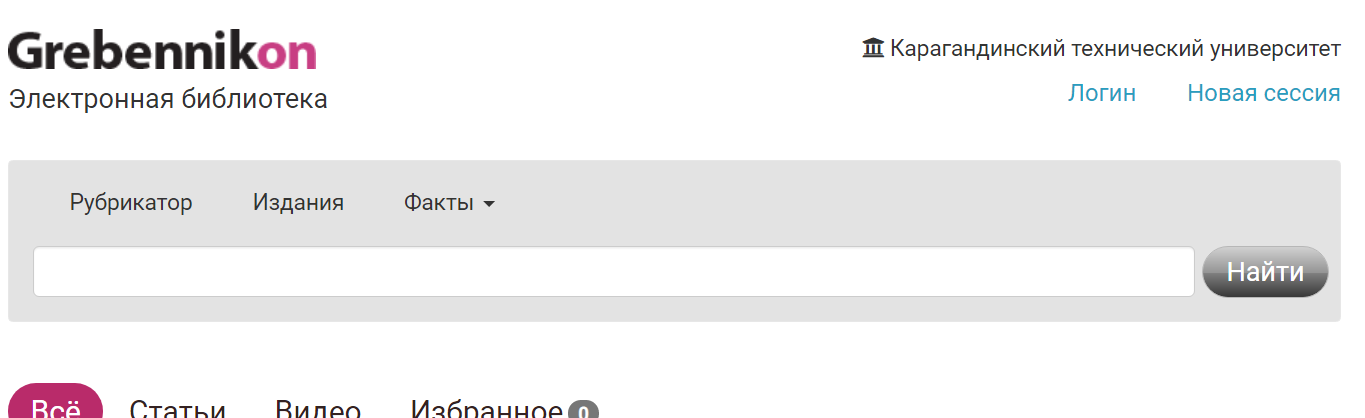 Grebennikon
Электронная библиотека
Карагандинский технический университет
Логин Новая сессия
Рубрикатор Издания Факты
Найти
Всё Статьи Видео Избранное 0